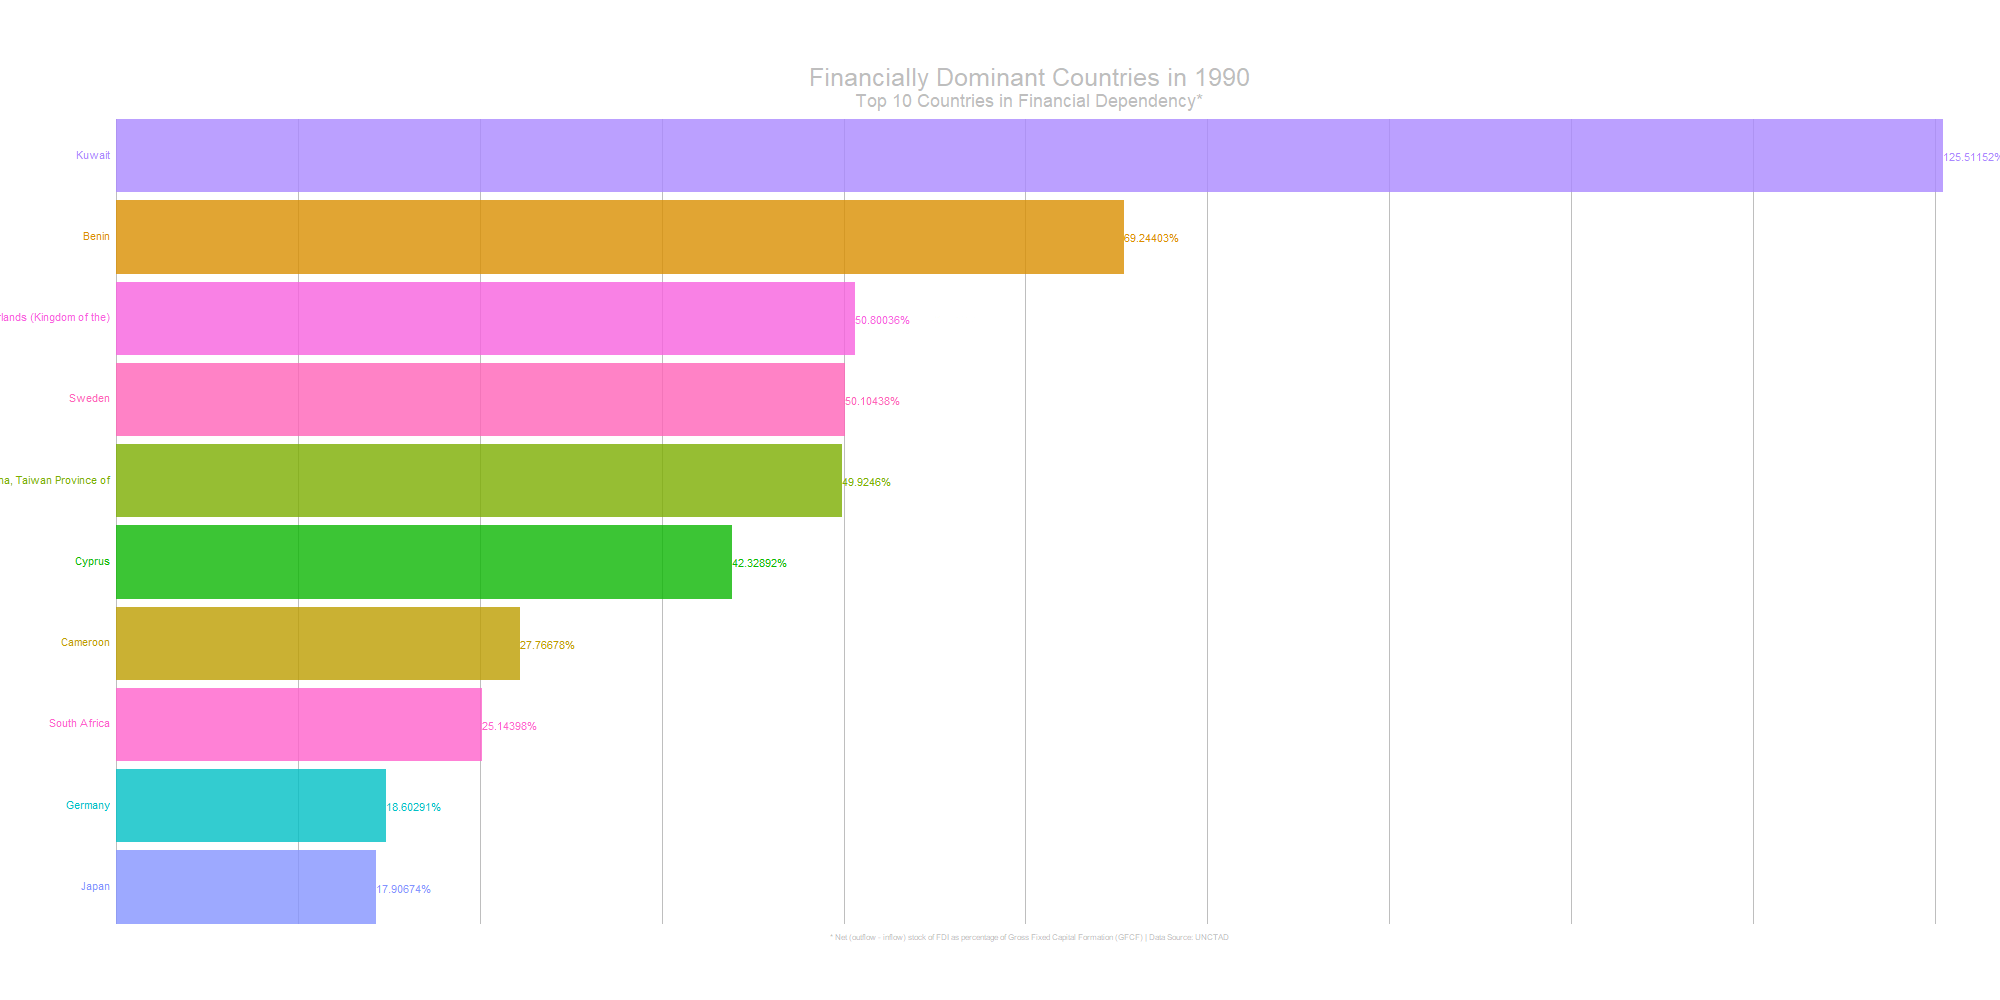 Financially Dominant Countries in 1990
Top 10 Countries in Financial Dependency*
Kuwait 125.51152%
Benin 69.24403%
(Kingdom of the) 50.80036%
Sweden 50.10438%
Taiwan Province of 49.9246%
Cyprus 42.32892%
Cameroon 27.76678%
South Africa 25.14398%
Germany 18.60291%
Japan 17.90674%
* Net (outflow - inflow) stock of FDI as percentage of Gross Fixed Capital Formation (GFCF) | Data Source: UNCTAD